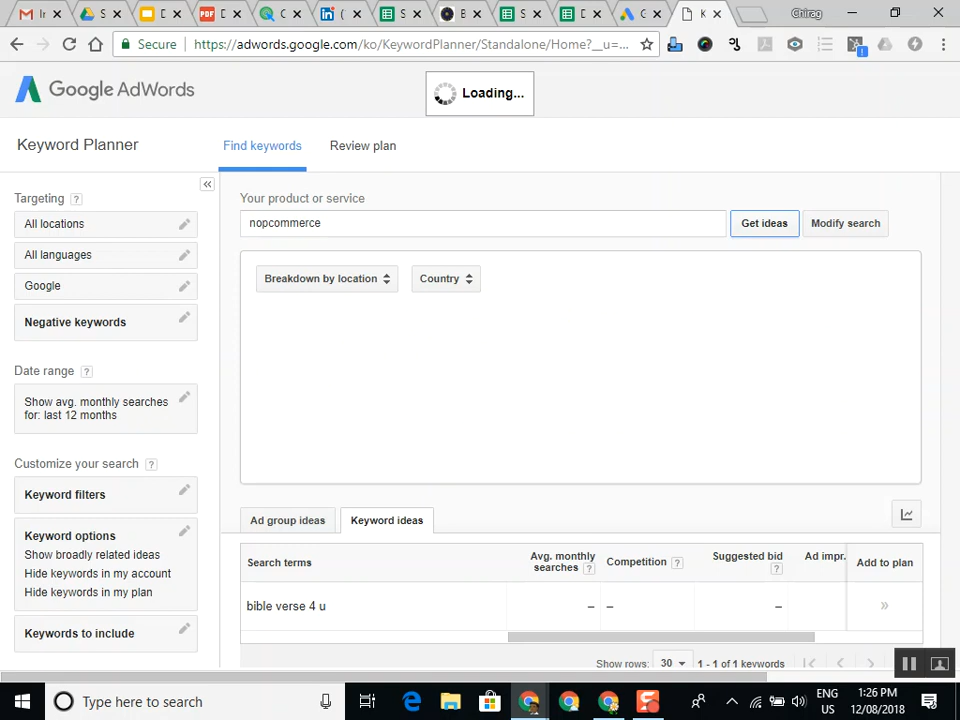 Chirag
Secure
https://adwords.google.com/ko/KeywordPlanner/Standalone/Home?__u=...
Google AdWords
Loading...
Keyword Planner
Find keywords
Review plan
Targeting ?
All locations
All languages
Google
Negative keywords
Date range ?
Show avg. monthly searches
for: last 12 months
Customize your search ?
Keyword filters
Keyword options
Show broadly related ideas
Hide keywords in my account
Hide keywords in my plan
Keywords to include
Your product or service
nopcommerce
Get ideas
Modify search
Breakdown by location
Country
Ad group ideas
Keyword ideas
Search terms
Avg. monthly
searches ?
Competition ?
Suggested bid
?
Ad impr.
Add to plan
bible verse 4 u
–
–
–
»
Show rows: 30
1 - 1 of 1 keywords
Type here to search
ENG
US
1:26 PM
12/08/2018